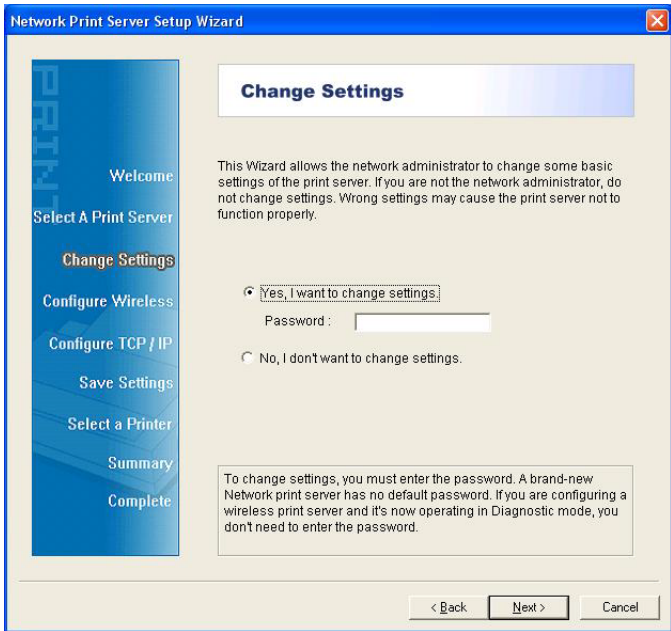 Network Print Server Setup Wizard
PRINT
Welcome
Select A Print Server
Change Settings
Configure Wireless
Configure TCP / IP
Save Settings
Select a Printer
Summary
Complete
Change Settings
This Wizard allows the network administrator to change some basic
settings of the print server. If you are not the network administrator, do
not change settings. Wrong settings may cause the print server not to
function properly.
Yes, I want to change settings.
Password :
No, I don't want to change settings.
To change settings, you must enter the password. A brand-new
Network print server has no default password. If you are configuring a
wireless print server and it's now operating in Diagnostic mode, you
don't need to enter the password.
< Back
Next >
Cancel